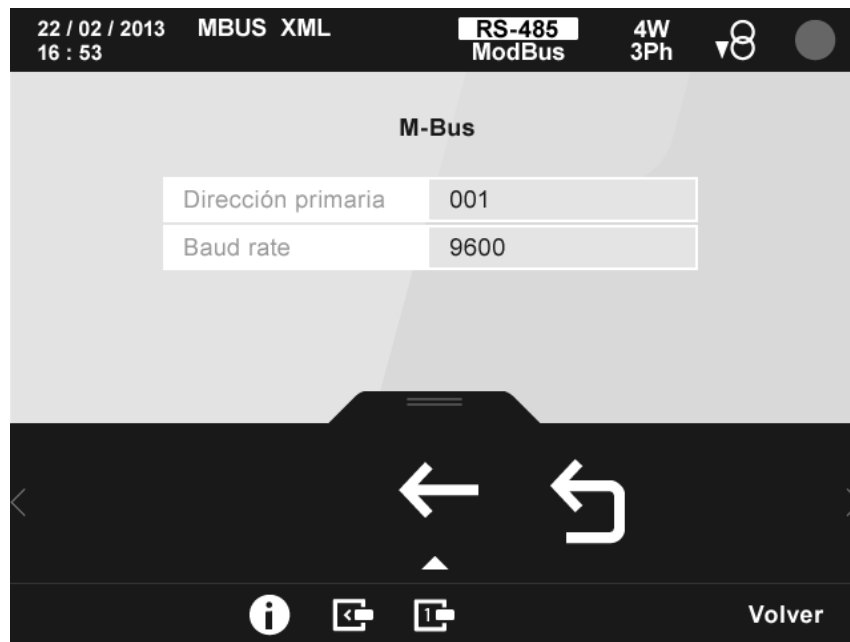 22 / 02 / 2013 MBUS XML RS-485 4W
16 : 53 ModBus 3Ph
M-Bus
Dirección primaria 001
Baud rate 9600
Volver